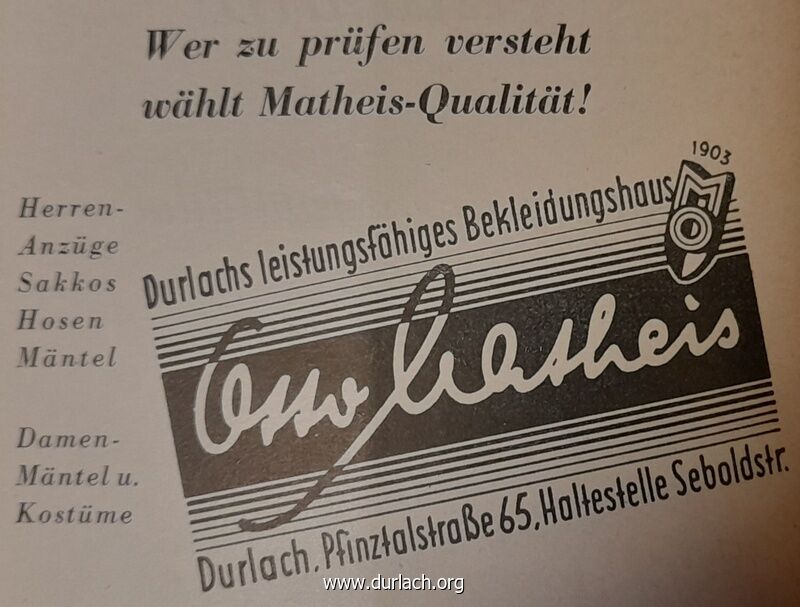 Wer zu prüfen versteht
wählt Matheis-Qualität!
Herren-
Anzüge
Sakkos
Hosen
Mäntel
Damen-
Mäntel u.
Kostüme
1903
M
Durlachs leistungsfähiges Bekleidungshaus
Otto Matheis
Durlach, Pfinztalstraße 65, Haltestelle Seboldstr.
www.durlach.org